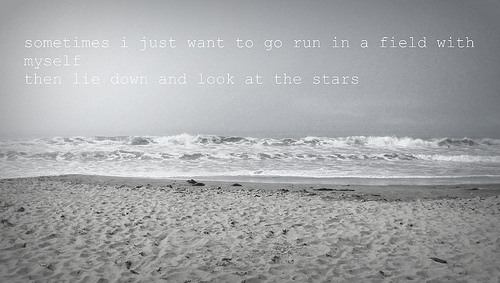 sometimes i just want to go run in a field with
myself
then lie down and look at the stars